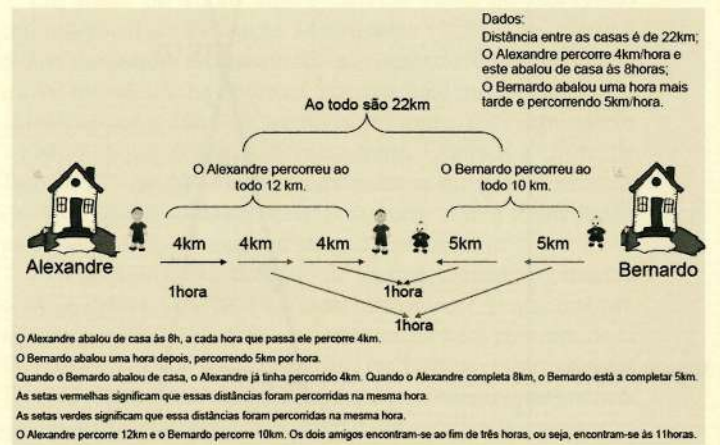 Dados:
Distância entre as casas é de 22km;
O Alexandre percorre 4km/hora e
este abalou de casa às 8horas;
O Bernardo abalou uma hora mais
tarde e percorrendo 5km/hora.
Ao todo são 22km
O Alexandre percorreu ao
todo 12 km.
O Bernardo percorreu ao
todo 10 km.
4km 4km 4km 5km 5km
Alexandre
Bernardo
1hora
1hora
1hora
O Alexandre abalou de casa às 8h, a cada hora que passa ele percorre 4km.
O Bernardo abalou uma hora depois, percorrendo 5km por hora.
Quando o Bernardo abalou de casa, o Alexandre já tinha percorrido 4km. Quando o Alexandre completa 8km, o Bernardo está a completar 5km.
As setas vermelhas significam que essas distâncias foram percorridas na mesma hora.
As setas verdes significam que essa distâncias foram percorridas na mesma hora.
O Alexandre percorre 12km e o Bernardo percorre 10km. Os dois amigos encontram-se ao fim de três horas, ou seja, encontram-se às 11horas.